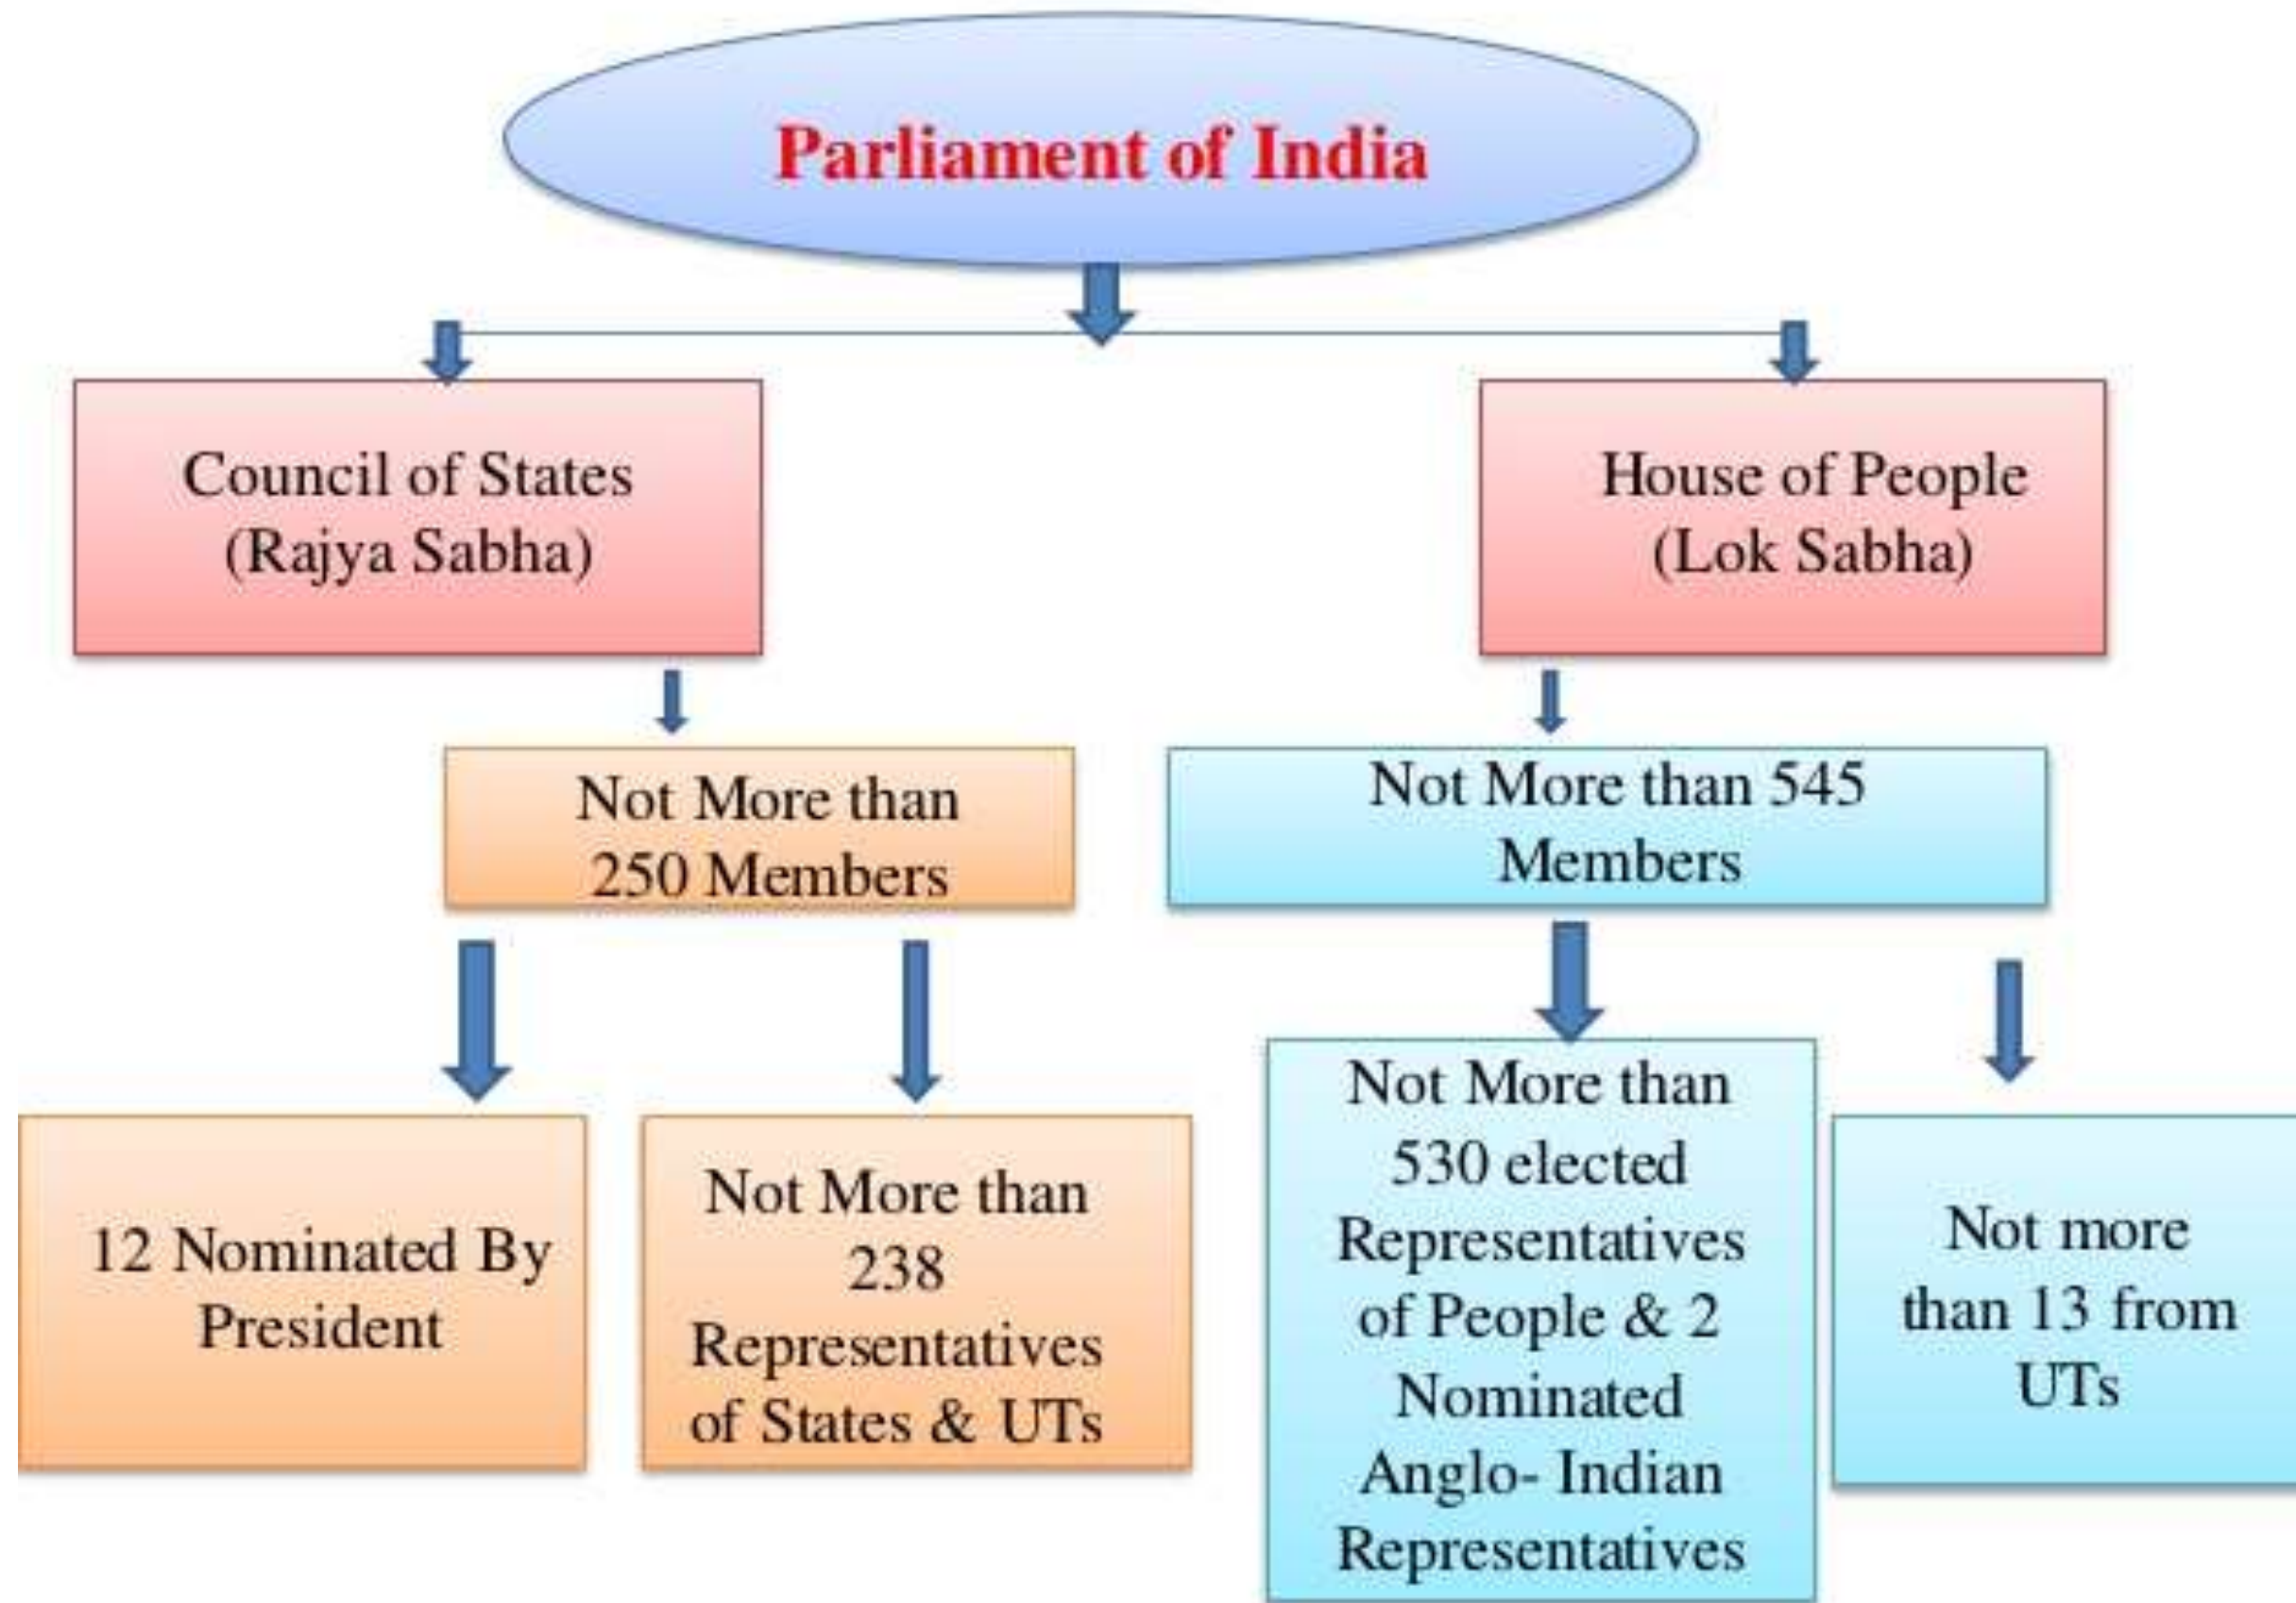 Parliament of India
Council of States
(Rajya Sabha)
House of People
(Lok Sabha)
Not More than
250 Members
Not More than 545
Members
12 Nominated By
President
Not More than
238
Representatives
of States & UTs
Not More than
530 elected
Representatives
of People & 2
Nominated
Anglo- Indian
Representatives
Not more
than 13 from
UTs